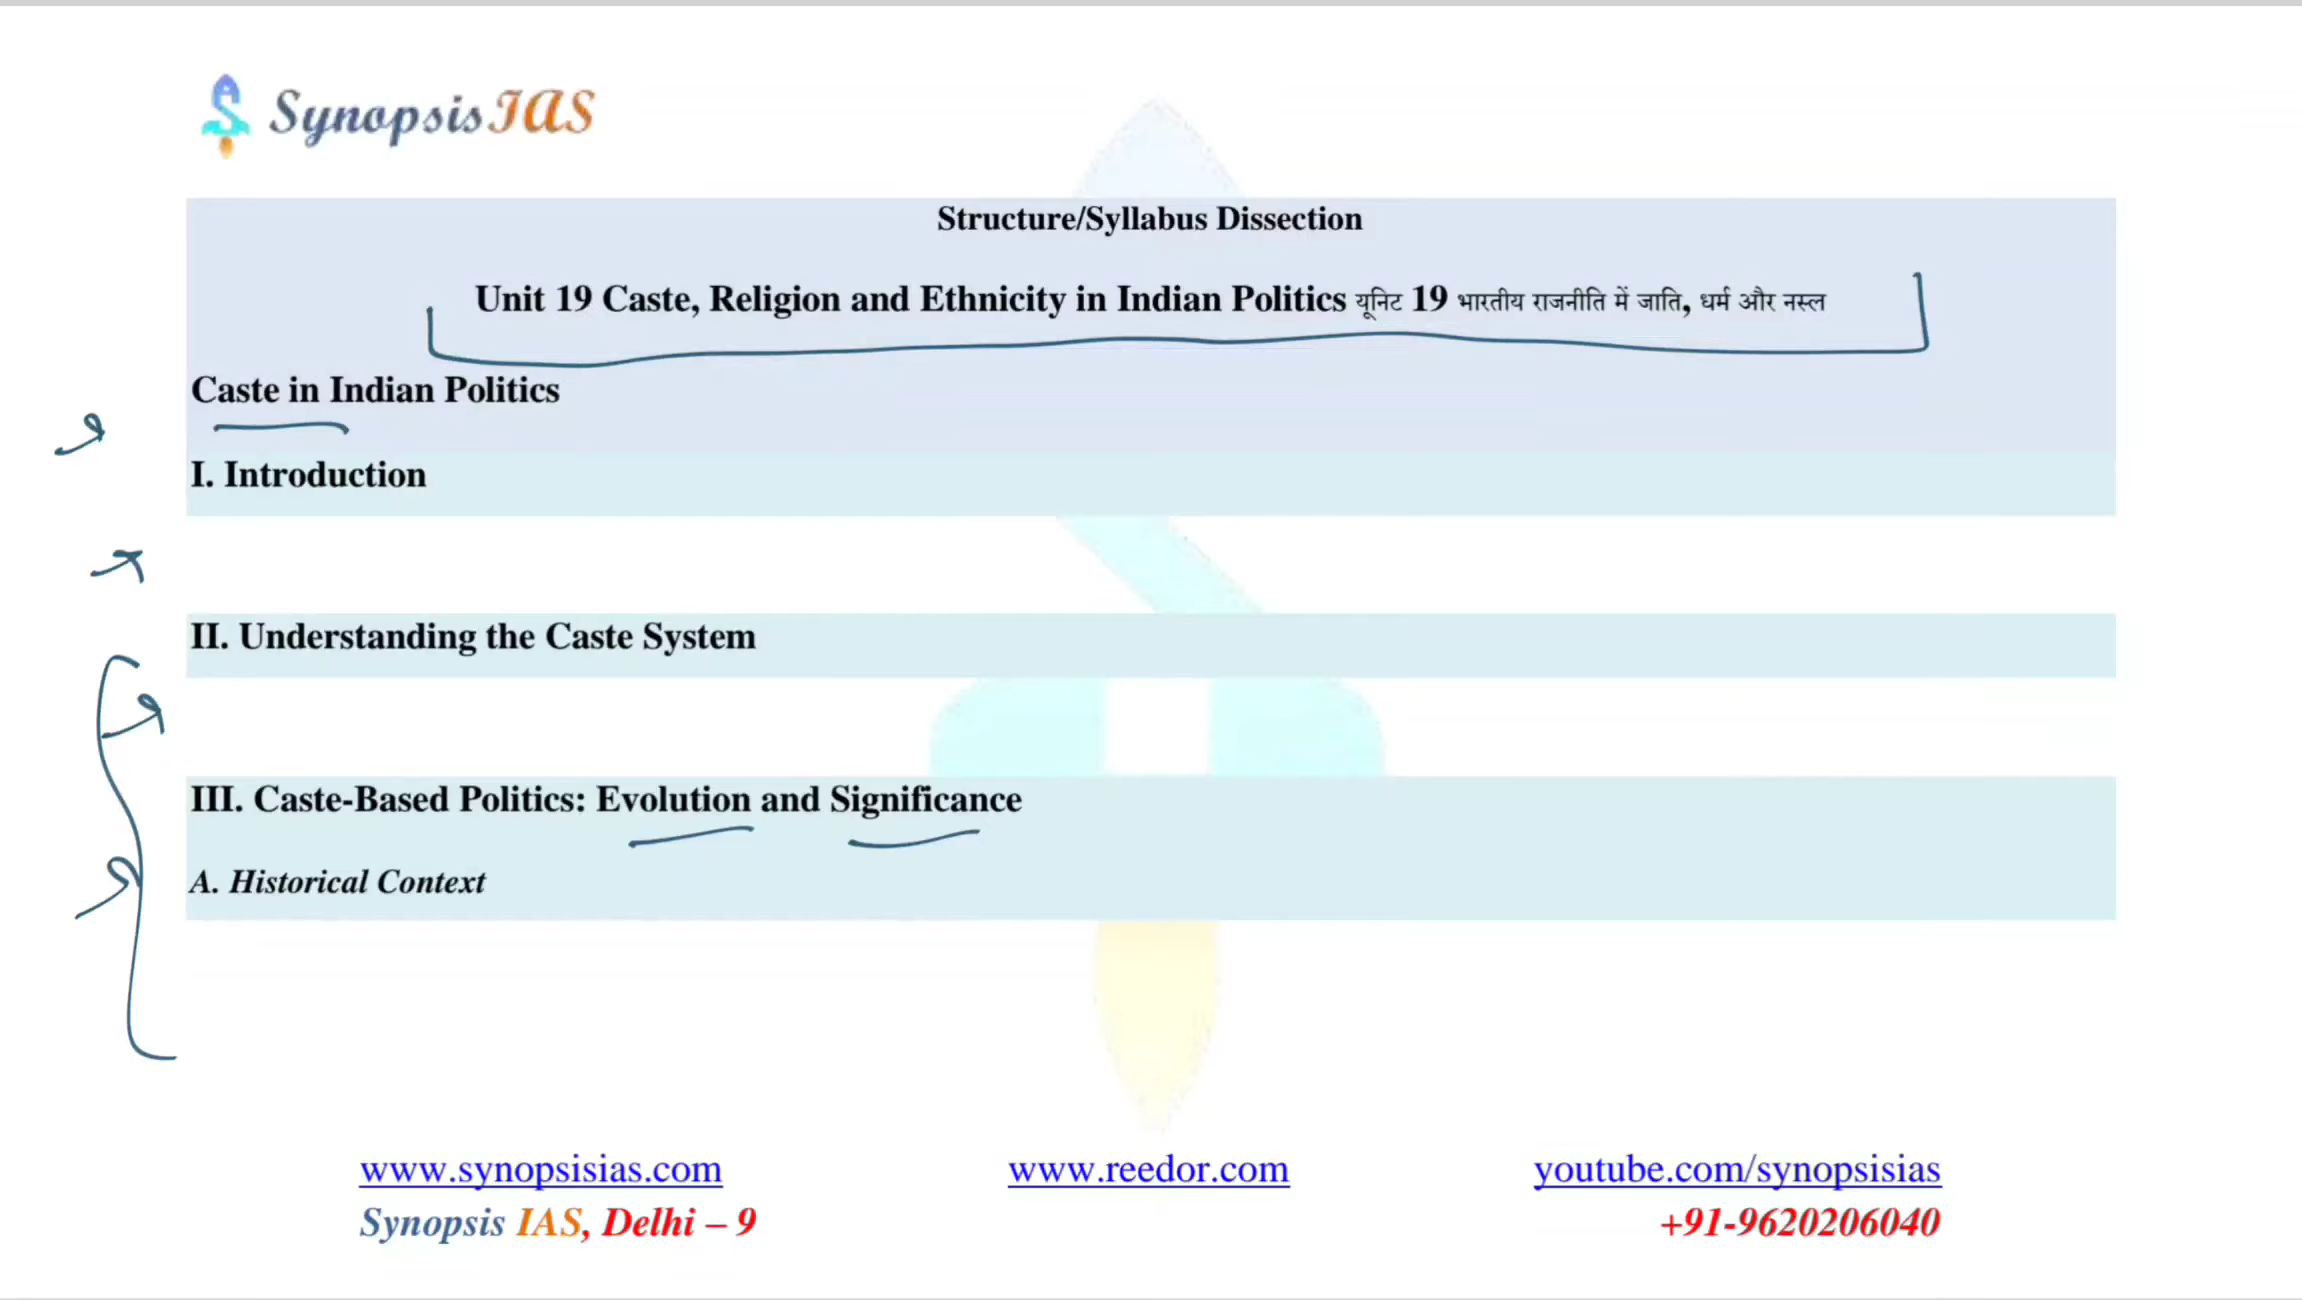 Synopsis IAS
Structure/Syllabus Dissection
Unit 19 Caste, Religion and Ethnicity in Indian Politics यूनिट 19 भारतीय राजनीति में जाति, धर्म और नस्ल
Caste in Indian Politics
I. Introduction
II. Understanding the Caste System
III. Caste-Based Politics: Evolution and Significance
A. Historical Context
www.synopsisias.com www.reedor.com youtube.com/synopsisias
Synopsis IAS, Delhi – 9 +91-9620206040